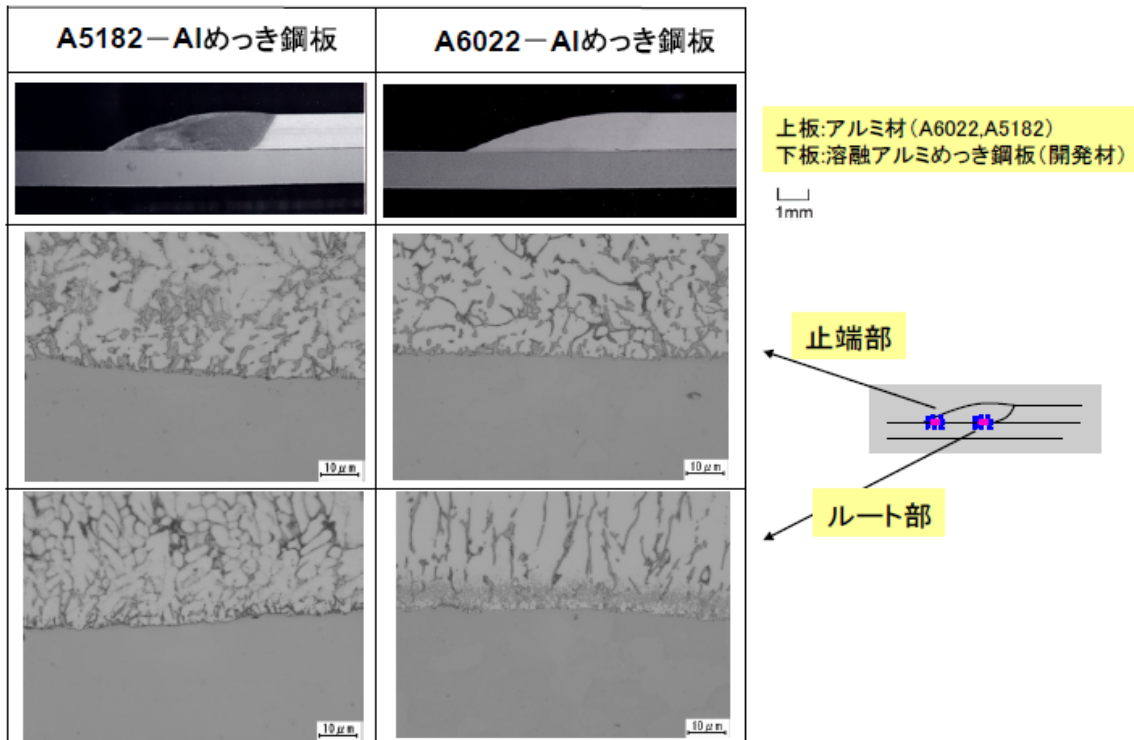 A5182－Alめっき鋼板
A6022－Alめっき鋼板
上板:アルミ材(A6022,A5182)
下板:溶融アルミめっき鋼板(開発材)
1mm
止端部
10μm
10μm
ルート部
10μm
10μm